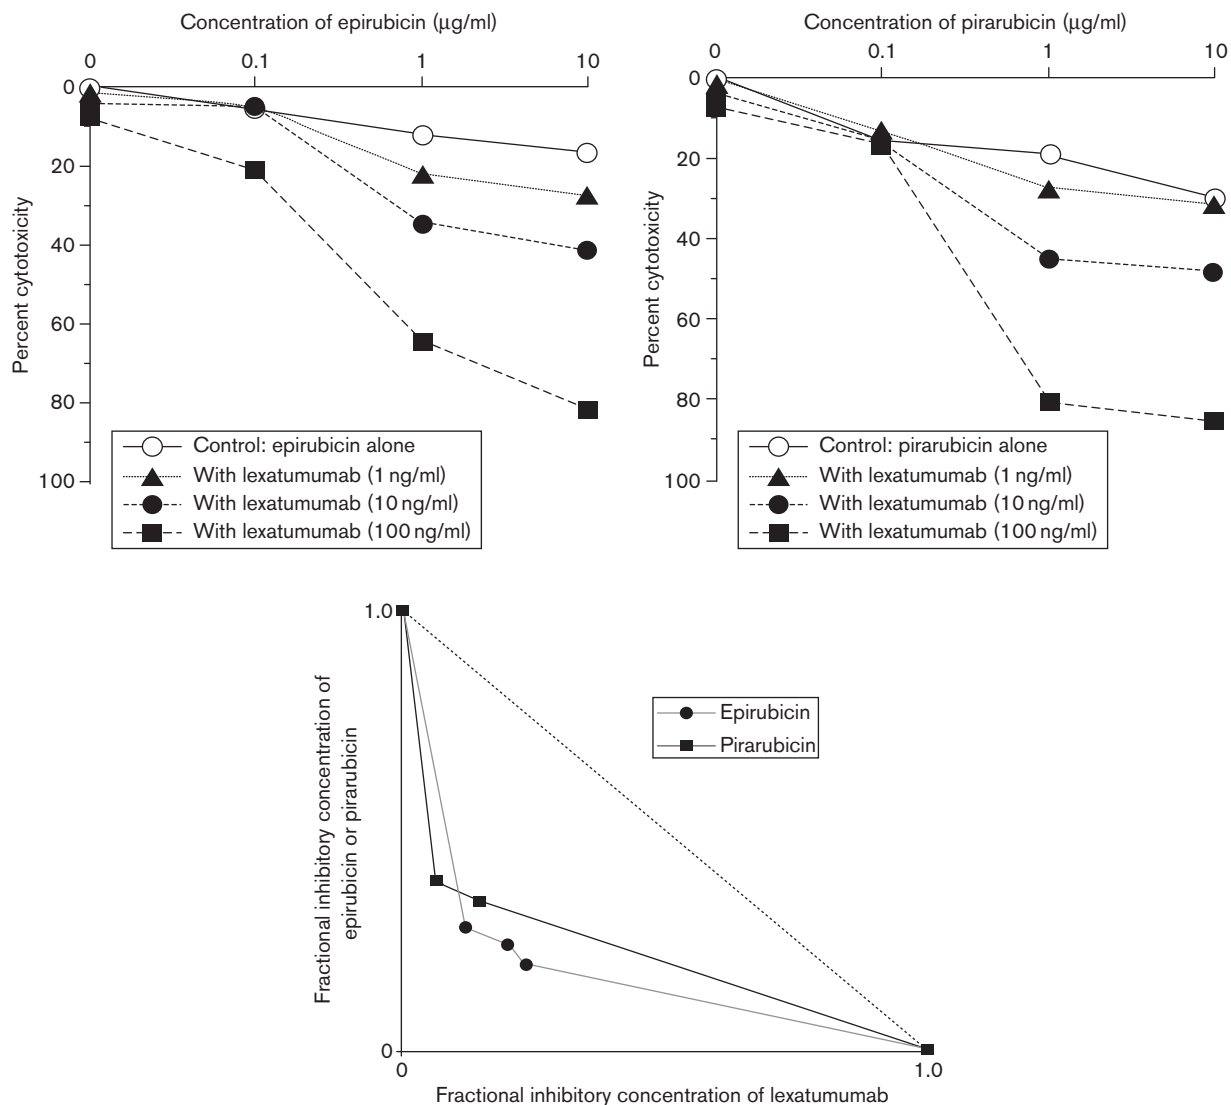 Concentration of epirubicin (μg/ml)
0 0.1 1 10
0
20
40
60
80
100
Percent cytotoxicity
Control: epirubicin alone
With lexatumumab (1 ng/ml)
With lexatumumab (10 ng/ml)
With lexatumumab (100 ng/ml)
Concentration of pirarubicin (μg/ml)
0 0.1 1 10
0
20
40
60
80
100
Percent cytotoxicity
Control: pirarubicin alone
With lexatumumab (1 ng/ml)
With lexatumumab (10 ng/ml)
With lexatumumab (100 ng/ml)
1.0
0
Fractional inhibitory concentration of
epirubicin or pirarubicin
Epirubicin
Pirarubicin
0 1.0
Fractional inhibitory concentration of lexatumumab